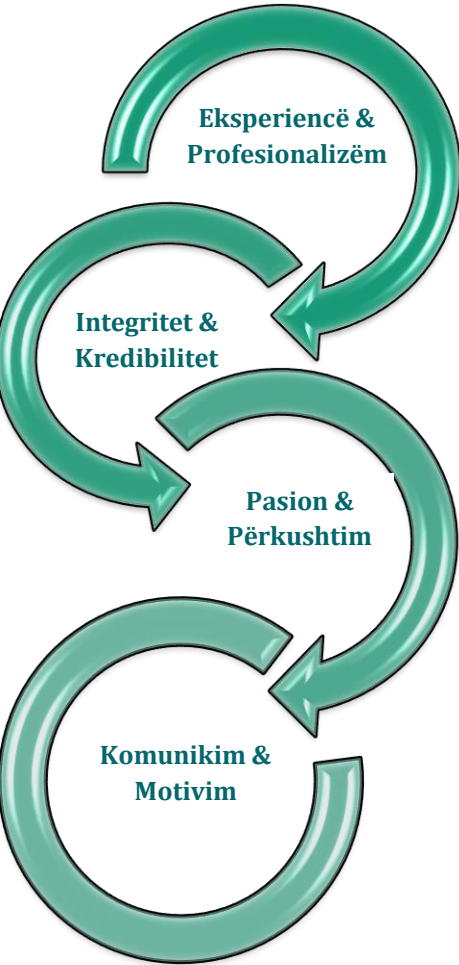 Eksperiencë &
Profesionalizëm
Integritet &
Kredibilitet
Pasion &
Përkushtim
Komunikim &
Motivim